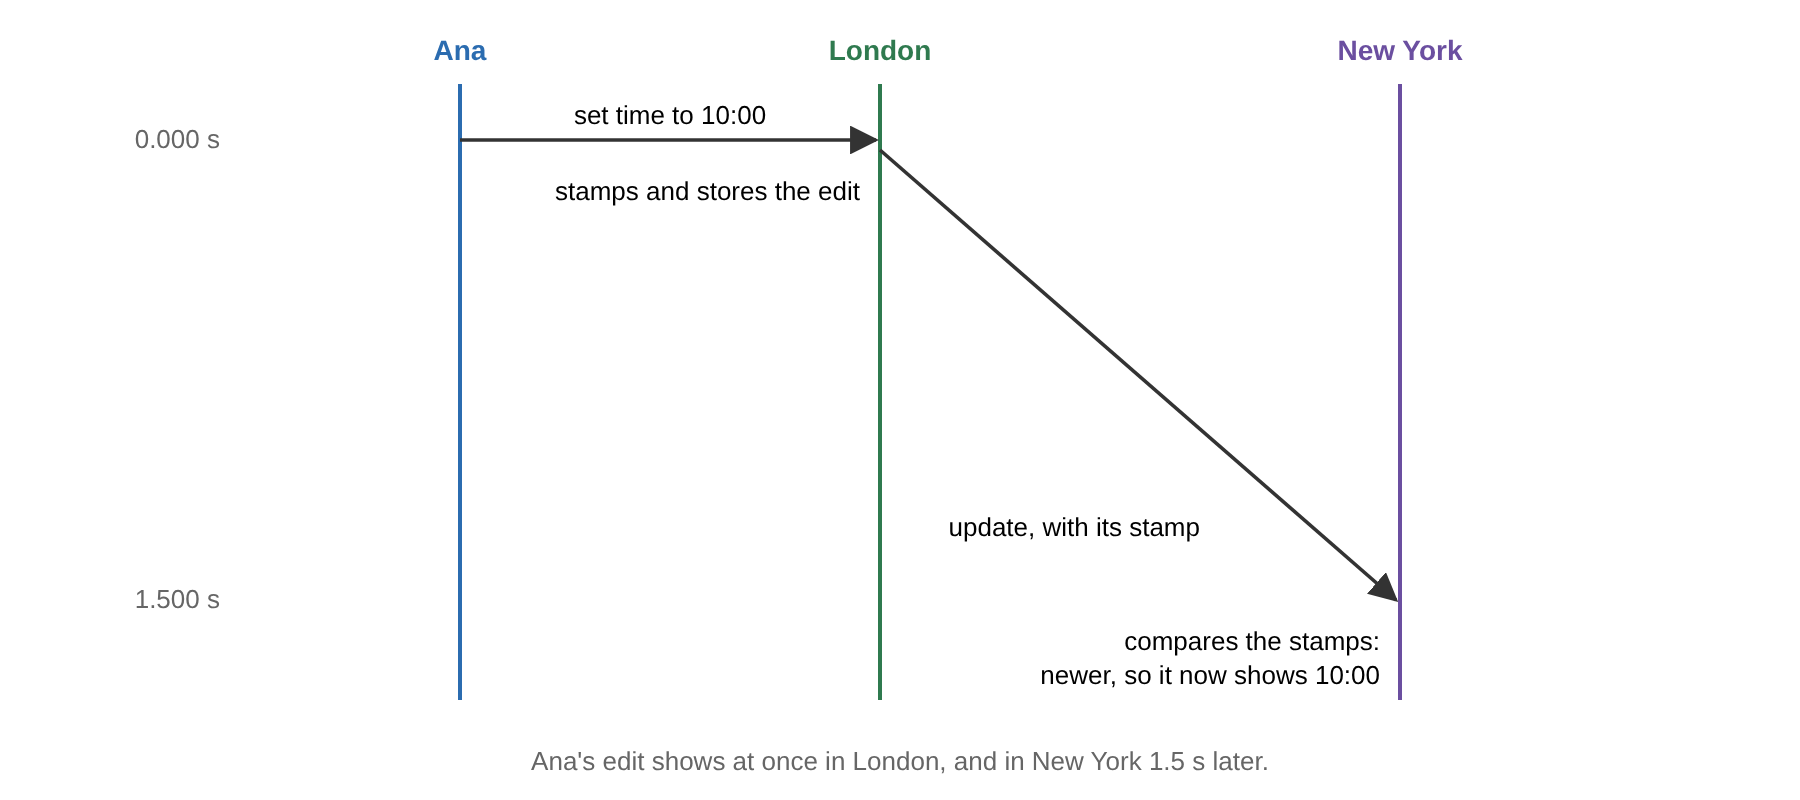 Ana
London
New York
set time to 10:00
0.000 s
stamps and stores the edit
update, with its stamp
1.500 s
compares the stamps:
newer, so it now shows 10:00
Ana's edit shows at once in London, and in New York 1.5 s later.